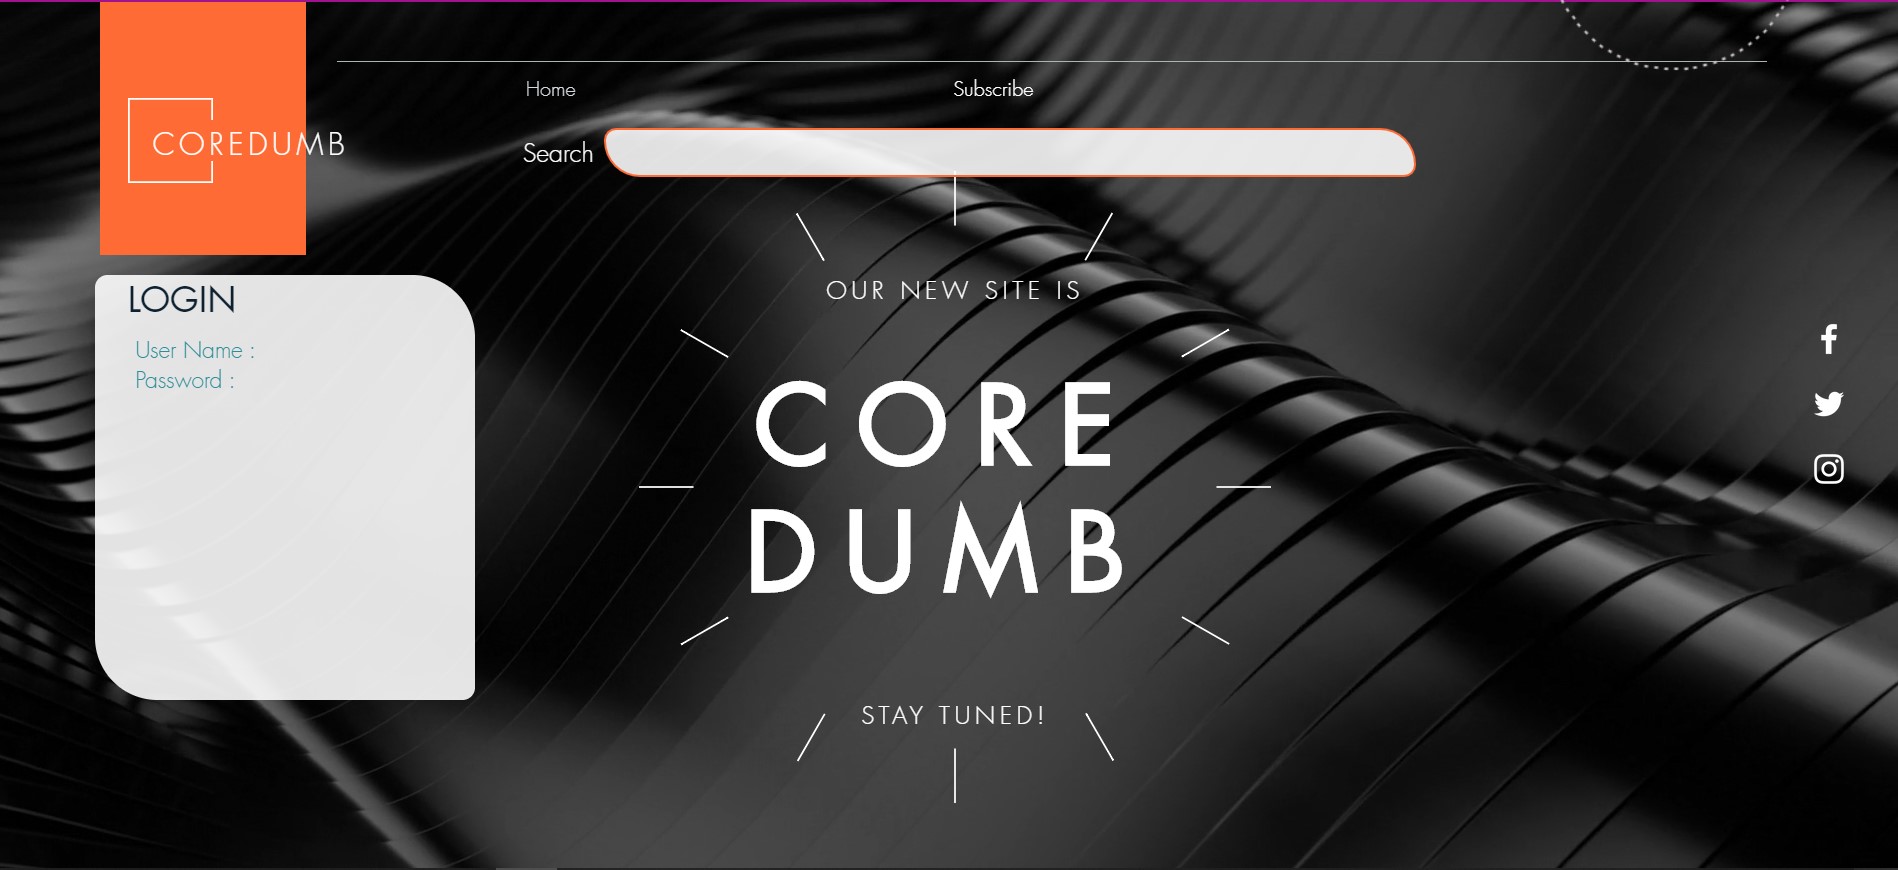 COREDUMB
Home
Subscribe
Search
LOGIN
User Name :
Password :
OUR NEW SITE IS
CORE
DUMB
STAY TUNED!